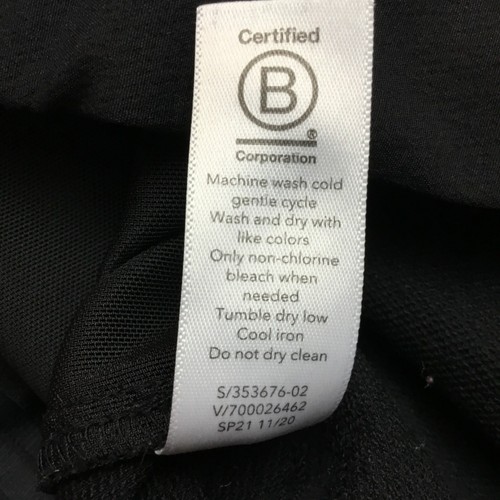 Certified
B
®
Corporation
Machine wash cold
gentle cycle
Wash and dry with
like colors
Only non-chlorine
bleach when
needed
Tumble dry low
Cool iron
Do not dry clean
S/353676-02
V/700026462
SP21 11/20